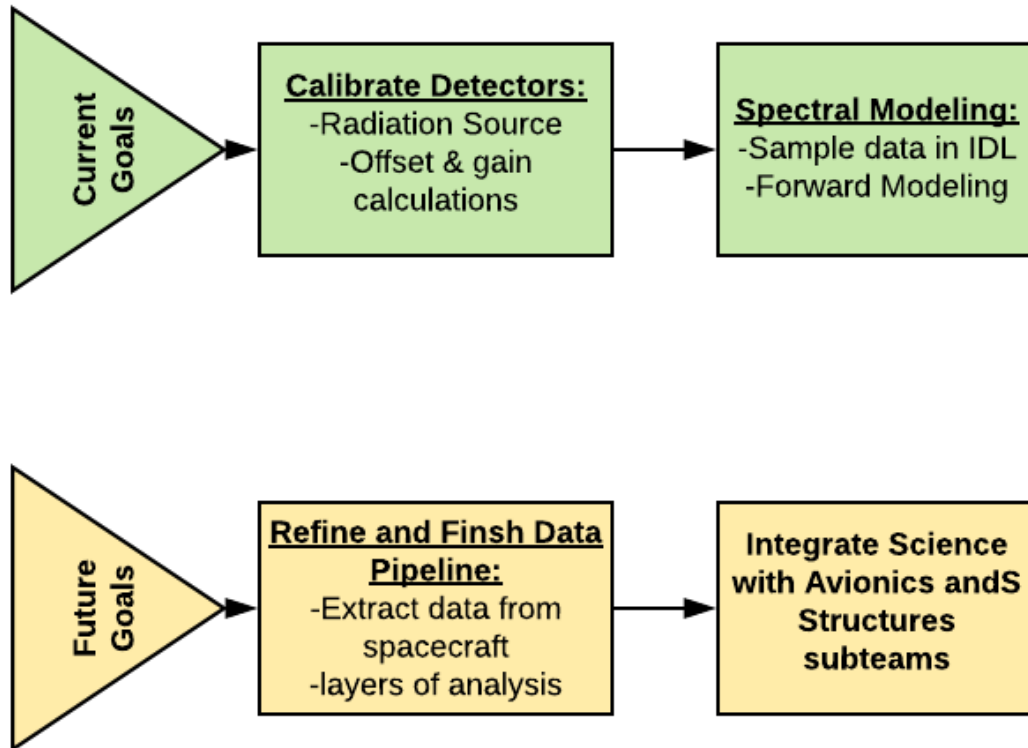 Current
Goals
Calibrate Detectors:
-Radiation Source
-Offset & gain
calculations
Spectral Modeling:
-Sample data in IDL
-Forward Modeling
Future
Goals
Refine and Finsh Data
Pipeline:
-Extract data from
spacecraft
-layers of analysis
Integrate Science
with Avionics andS
Structures
subteams